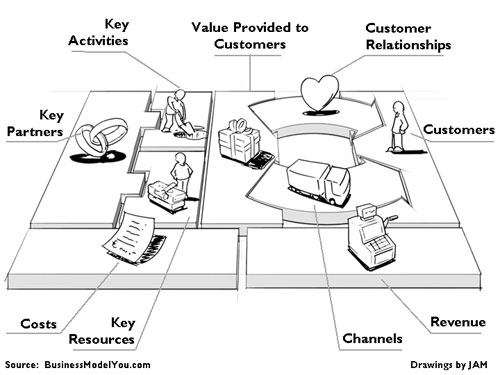 Key
Activities
Value Provided to
Customers
Customer
Relationships
Key
Partners
Customers
Costs
Key
Resources
Channels
Revenue
Source: BusinessModelYou.com
Drawings by JAM